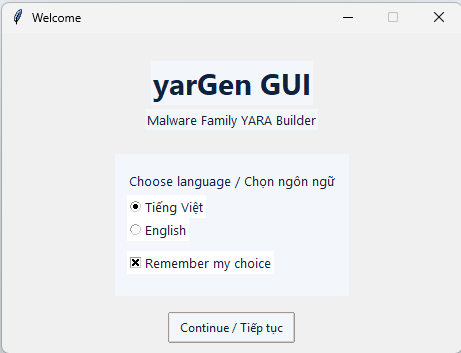 Welcome
yarGen GUI
Malware Family YARA Builder
Choose language / Chọn ngôn ngữ
Tiếng Việt
English
Remember my choice
Continue / Tiếp tục